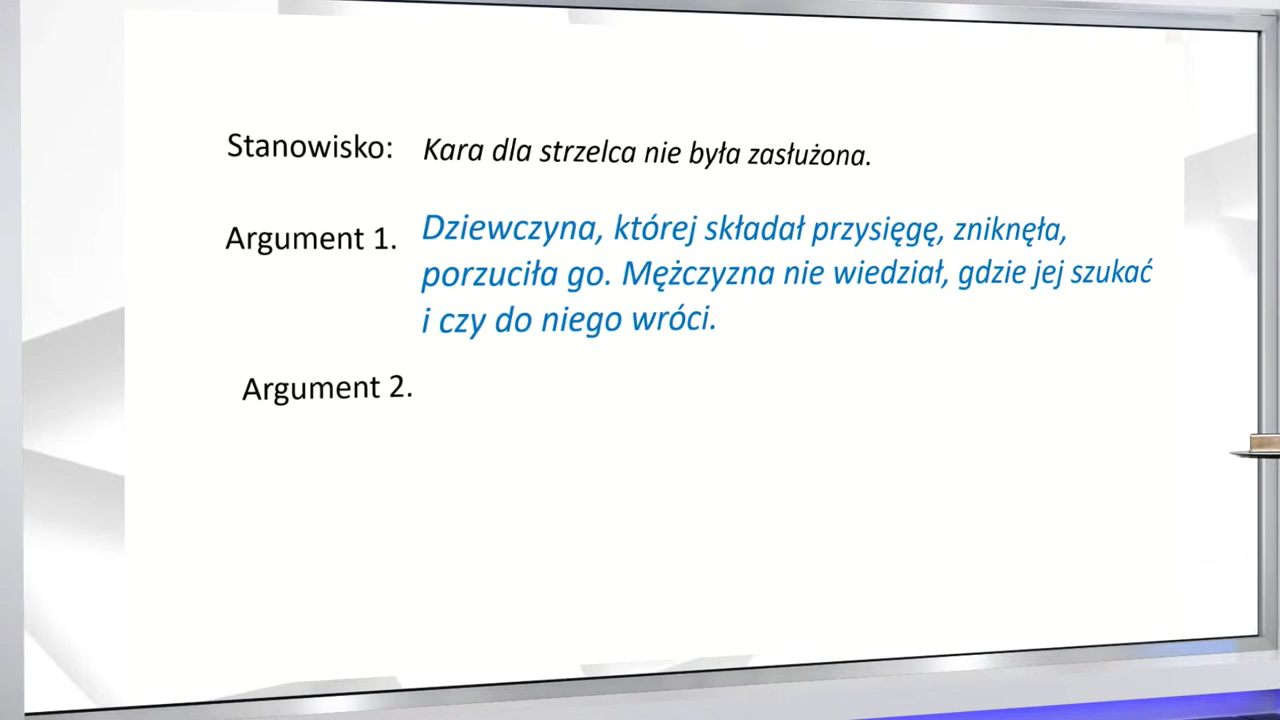 Stanowisko: Kara dla strzelca nie była zasłużona.
Argument 1. Dziewczyna, której składał przysięgę, zniknęła,
porzuciła go. Mężczyzna nie wiedział, gdzie jej szukać
i czy do niego wróci.
Argument 2.